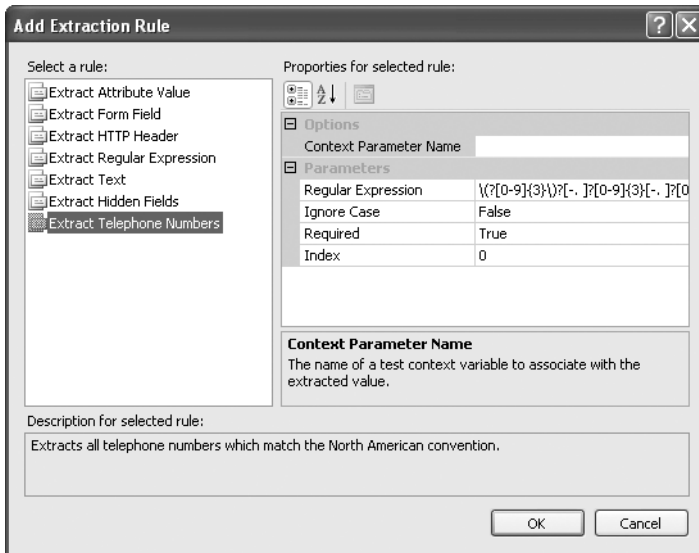 Add Extraction Rule
Select a rule:
Extract Attribute Value
Extract Form Field
Extract HTTP Header
Extract Regular Expression
Extract Text
Extract Hidden Fields
Extract Telephone Numbers
Properties for selected rule:
Options
Context Parameter Name
Parameters
Regular Expression \(?[0-9]{3}\)?[-. ]?[0-9]{3}[-. ]?[0
Ignore Case False
Required True
Index 0
Context Parameter Name
The name of a test context variable to associate with the
extracted value.
Description for selected rule:
Extracts all telephone numbers which match the North American convention.
OK Cancel